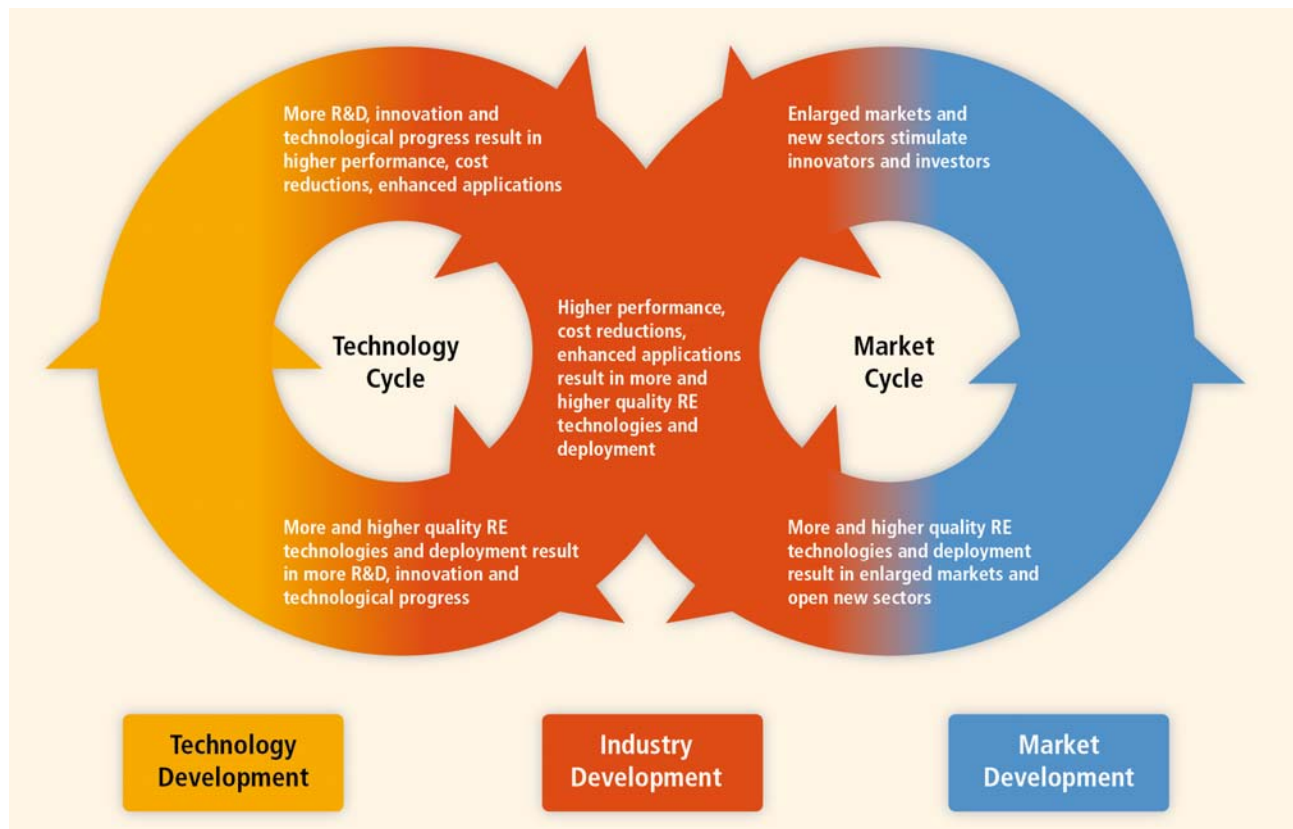 More R&D, innovation and
technological progress result in
higher performance, cost
reductions, enhanced applications
Enlarged markets and
new sectors stimulate
innovators and investors
Technology
Cycle
Higher performance,
cost reductions,
enhanced applications
result in more and
higher quality RE
technologies and
deployment
Market
Cycle
More and higher quality RE
technologies and deployment result
in more R&D, innovation and
technological progress
More and higher quality RE
technologies and deployment
result in enlarged markets and
open new sectors
Technology
Development
Industry
Development
Market
Development